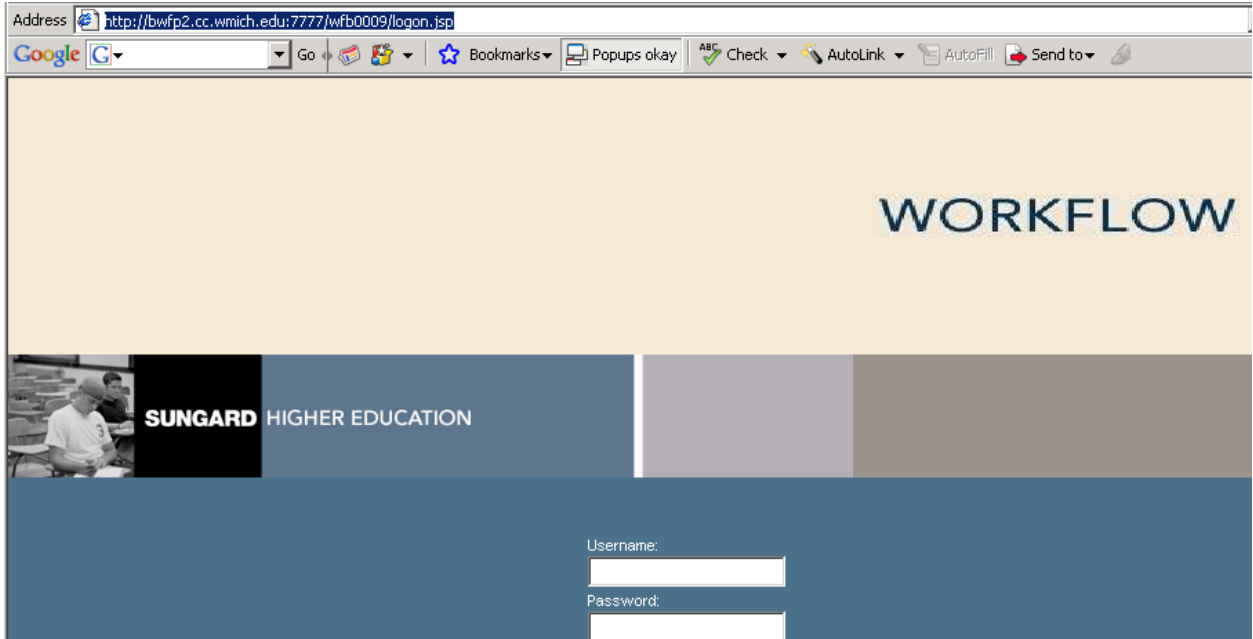 Address http://bwfp2.cc.wmich.edu:7777/wfb0009/logon.jsp
Google G Go Bookmarks Popups okay ABC Check AutoLink AutoFill Send to
WORKFLOW
SUNGARD HIGHER EDUCATION
Username:
Password: